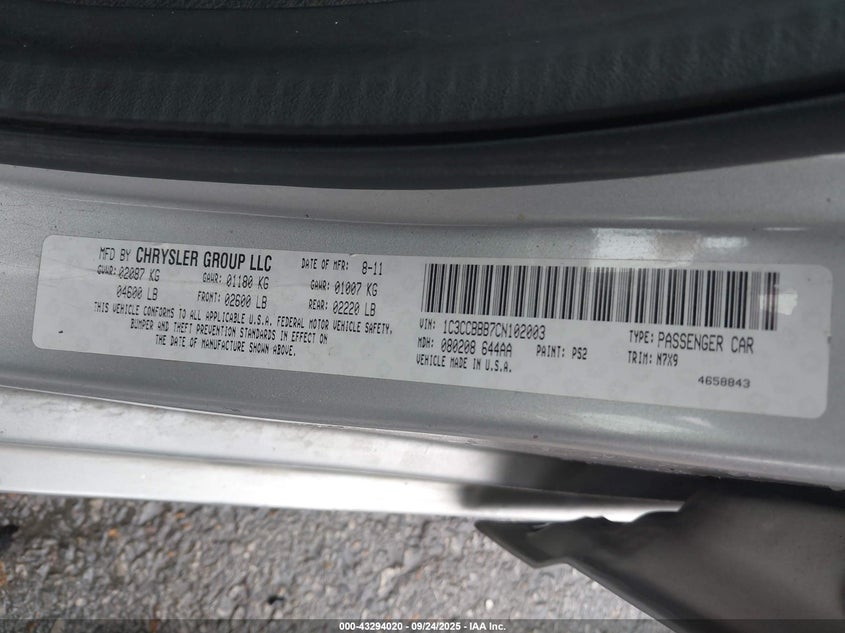 MFD BY CHRYSLER GROUP LLC DATE OF MFR: 8-11
GVWR: 02087 KG GAWR: 01180 KG GAWR: 01007 KG
04600 LB FRONT: 02600 LB REAR: 02220 LB
THIS VEHICLE CONFORMS TO ALL APPLICABLE U.S.A. FEDERAL MOTOR VEHICLE SAFETY,
BUMPER AND THEFT PREVENTION STANDARDS IN EFFECT ON
THE DATE OF MANUFACTURE SHOWN ABOVE.
VIN: 1C3CCBBB7CN102003 TYPE: PASSENGER CAR
MDH: 080208 644AA PAINT: PS2 TRIM: N7X9
VEHICLE MADE IN U.S.A.
4658843
000-43294020 - 09/24/2025 - IAA Inc.